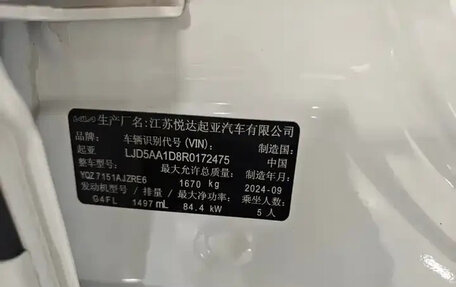 KIA 生产厂名:江苏悦达起亚汽车有限公司
品牌: 车辆识别代号(VIN): 制造国:
起亚 LJD5AA1D8R0172475 中国
整车型号: 最大允许总质量: 制造年月:
YQZ7151AJZRE6 1670 kg 2024-09
发动机型号 / 排量 / 最大净功率: 乘坐人数:
G4FL 1497 mL 84.4 kW 5 人